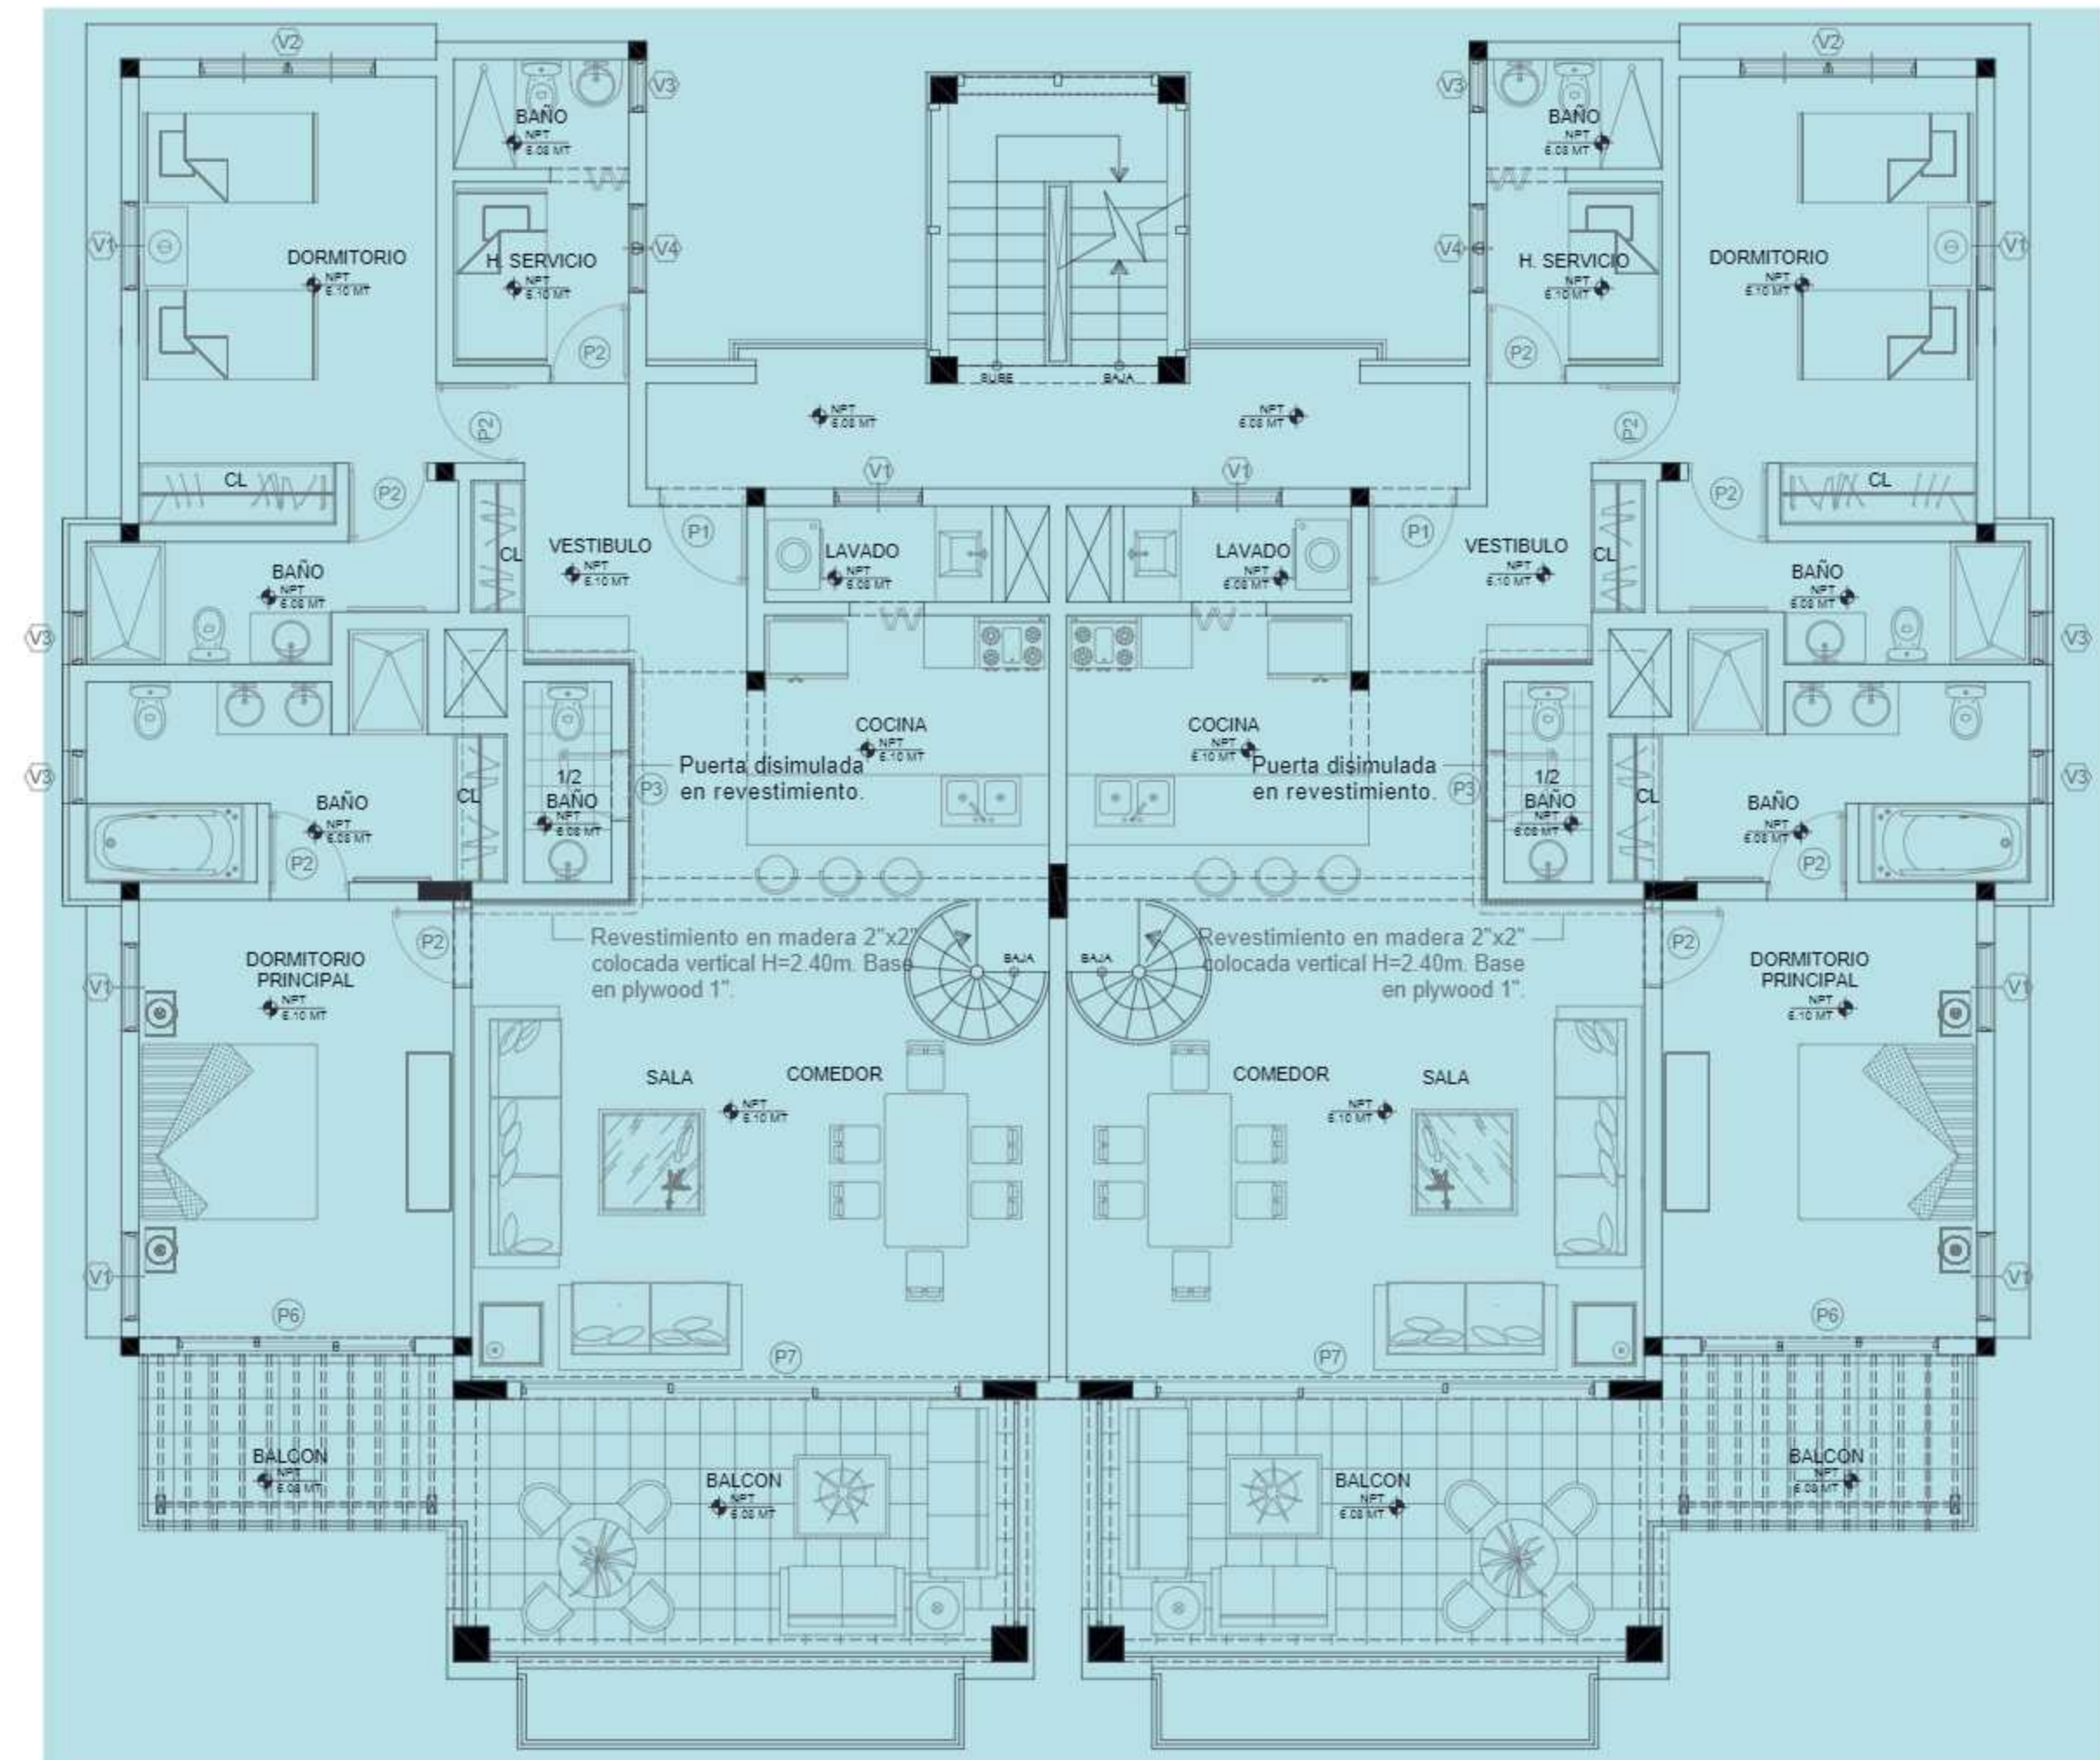 V2
V2
V3
V3
BAÑO
NPT
6.08 MT
BAÑO
NPT
6.08 MT
V1
DORMITORIO
NPT
6.10 MT
H. SERVICIO
NPT
6.10 MT
V4
V4
H. SERVICIO
NPT
6.10 MT
DORMITORIO
NPT
6.10 MT
V1
P2
P2
SUBE
BAJA
NPT
6.08 MT
NPT
6.08 MT
P2
P2
CL
P2
V1
V1
P2
CL
P1
P1
CL
VESTIBULO
NPT
6.10 MT
LAVADO
NPT
6.08 MT
LAVADO
NPT
6.08 MT
VESTIBULO
NPT
6.10 MT
CL
BAÑO
NPT
6.08 MT
BAÑO
NPT
6.08 MT
V3
V3
COCINA
NPT
6.10 MT
COCINA
NPT
6.10 MT
V3
V3
Puerta disimulada
en revestimiento.
P3
Puerta disimulada
en revestimiento.
P3
CL
1/2
BAÑO
NPT
6.08 MT
1/2
BAÑO
NPT
6.08 MT
CL
BAÑO
NPT
6.08 MT
BAÑO
NPT
6.08 MT
P2
P2
P2
P2
Revestimiento en madera 2"x2"
colocada vertical H=2.40m. Base
en plywood 1".
BAJA
BAJA
Revestimiento en madera 2"x2"
colocada vertical H=2.40m. Base
en plywood 1".
DORMITORIO
PRINCIPAL
NPT
6.10 MT
DORMITORIO
PRINCIPAL
NPT
6.10 MT
V1
V1
SALA
COMEDOR
NPT
6.10 MT
COMEDOR
SALA
NPT
6.10 MT
V1
V1
P6
P6
P7
P7
BALCON
NPT
6.08 MT
BALCON
NPT
6.08 MT
BALCON
NPT
6.08 MT
BALCON
NPT
6.08 MT